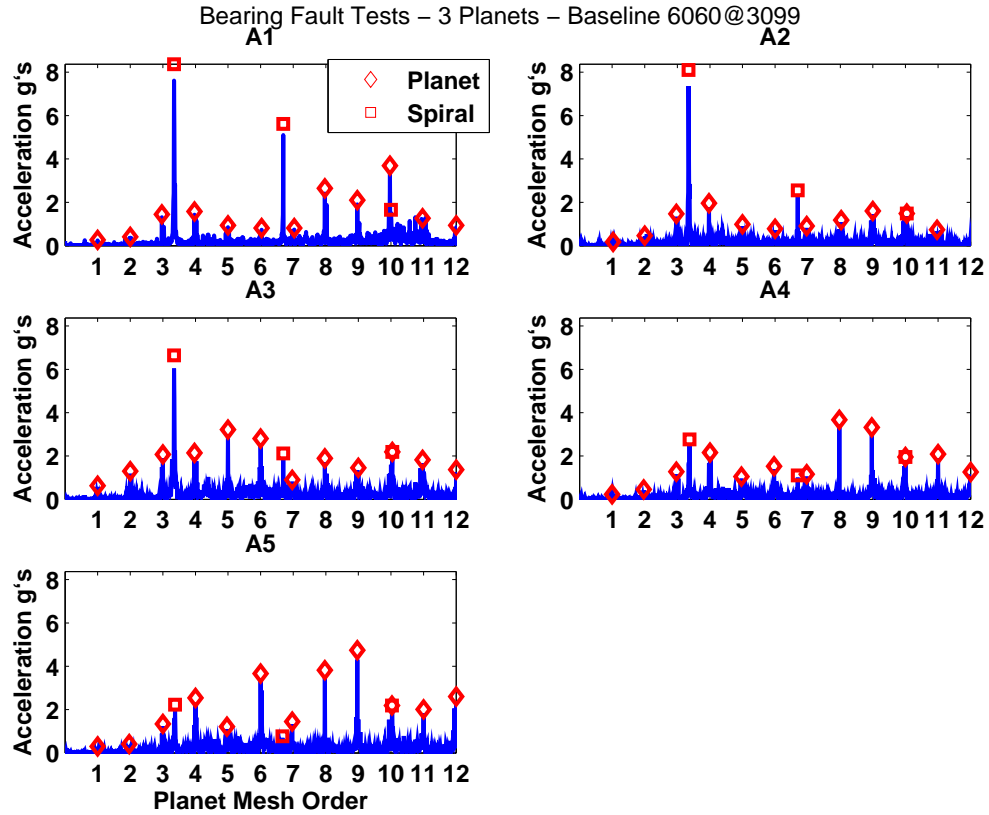 Bearing Fault Tests – 3 Planets – Baseline 6060@3099
A1
Acceleration g‘s
8
6
4
2
0
1 2 3 4 5 6 7 8 9 10 11 12
Planet
Spiral
A2
Acceleration g‘s
8
6
4
2
0
1 2 3 4 5 6 7 8 9 10 11 12
A3
Acceleration g‘s
8
6
4
2
0
1 2 3 4 5 6 7 8 9 10 11 12
A4
Acceleration g‘s
8
6
4
2
0
1 2 3 4 5 6 7 8 9 10 11 12
A5
Acceleration g‘s
8
6
4
2
0
1 2 3 4 5 6 7 8 9 10 11 12
Planet Mesh Order